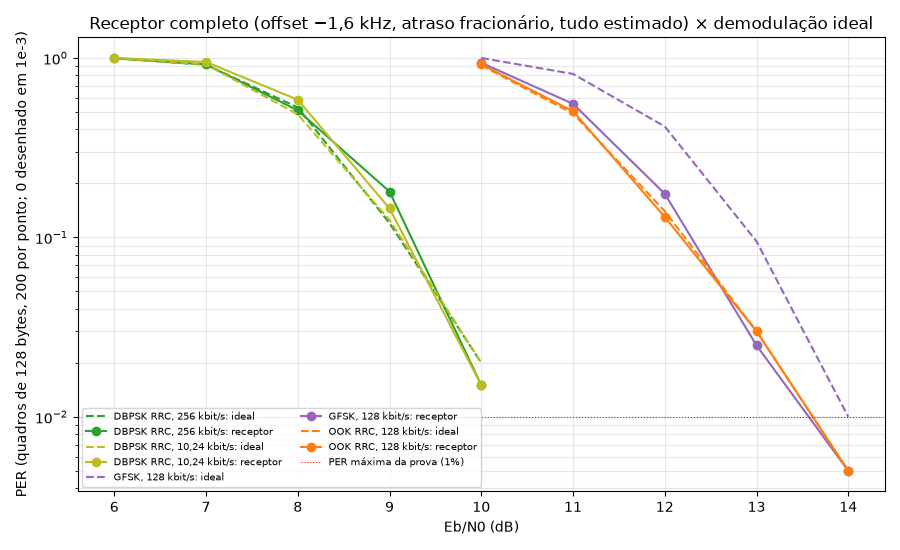 Receptor completo (offset −1,6 kHz, atraso fracionário, tudo estimado) × demodulação ideal
PER (quadros de 128 bytes, 200 por ponto; 0 desenhado em 1e-3)
10⁰
10⁻¹
10⁻²
DBPSK RRC, 256 kbit/s: ideal
DBPSK RRC, 256 kbit/s: receptor
DBPSK RRC, 10,24 kbit/s: ideal
DBPSK RRC, 10,24 kbit/s: receptor
GFSK, 128 kbit/s: ideal
GFSK, 128 kbit/s: receptor
OOK RRC, 128 kbit/s: ideal
OOK RRC, 128 kbit/s: receptor
PER máxima da prova (1%)
6 7 8 9 10 11 12 13 14
Eb/N0 (dB)